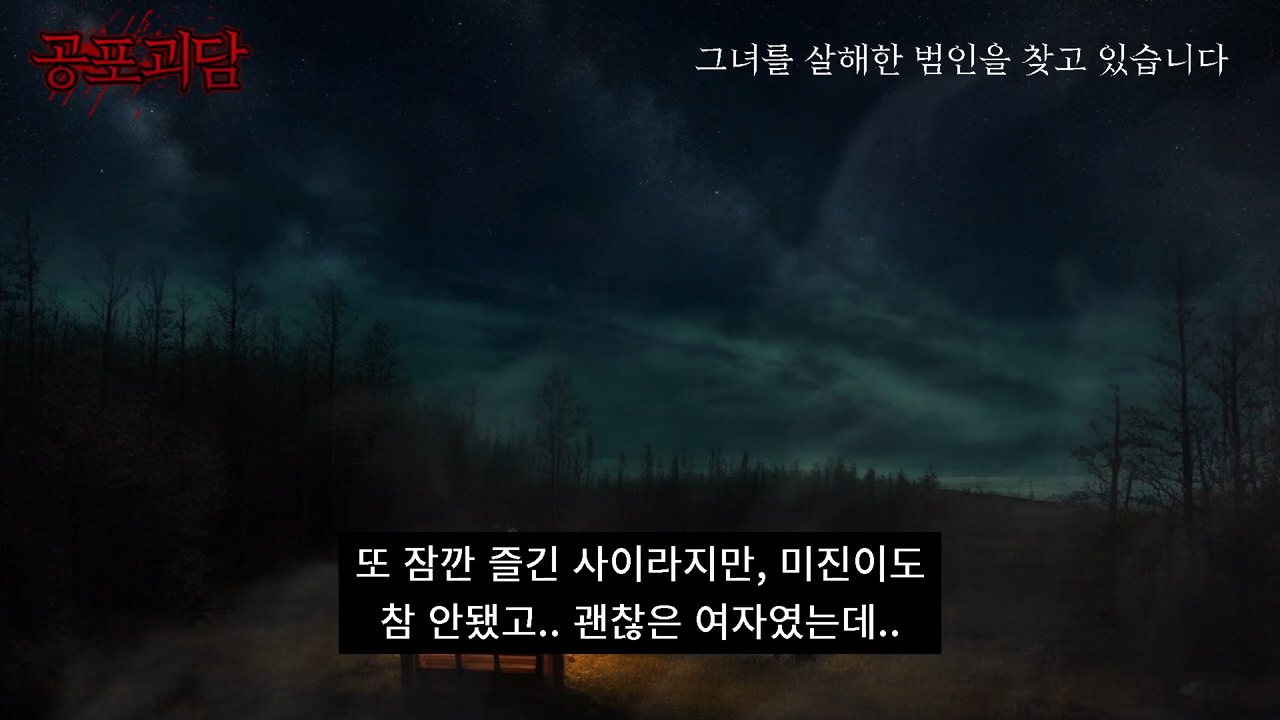 공포괴담
그녀를 살해한 범인을 찾고 있습니다
또 잠깐 즐긴 사이라지만, 미진이도
참 안됐고.. 괜찮은 여자였는데..